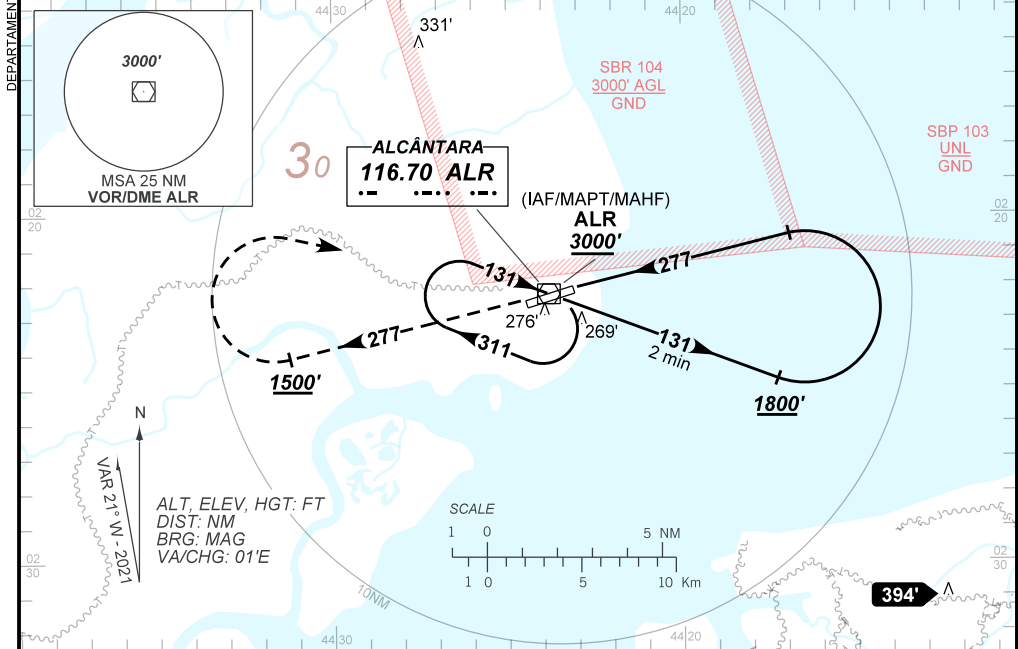 DEPARTAMEN
44 30
44 20
3000'
MSA 25 NM
VOR/DME ALR
331'
SBR 104
3000' AGL
GND
SBP 103
UNL
GND
30
ALCÂNTARA
116.70 ALR
(IAF/MAPT/MAHF)
ALR
3000'
02
20
02
20
277
131
276'
269'
277
311
131
2 min
1500'
1800'
N
VAR 21° W - 2021
ALT, ELEV, HGT: FT
DIST: NM
BRG: MAG
VA/CHG: 01'E
SCALE
1 0 5 NM
1 0 5 10 Km
02
30
02
30
10NM
394'
44 30
44 20